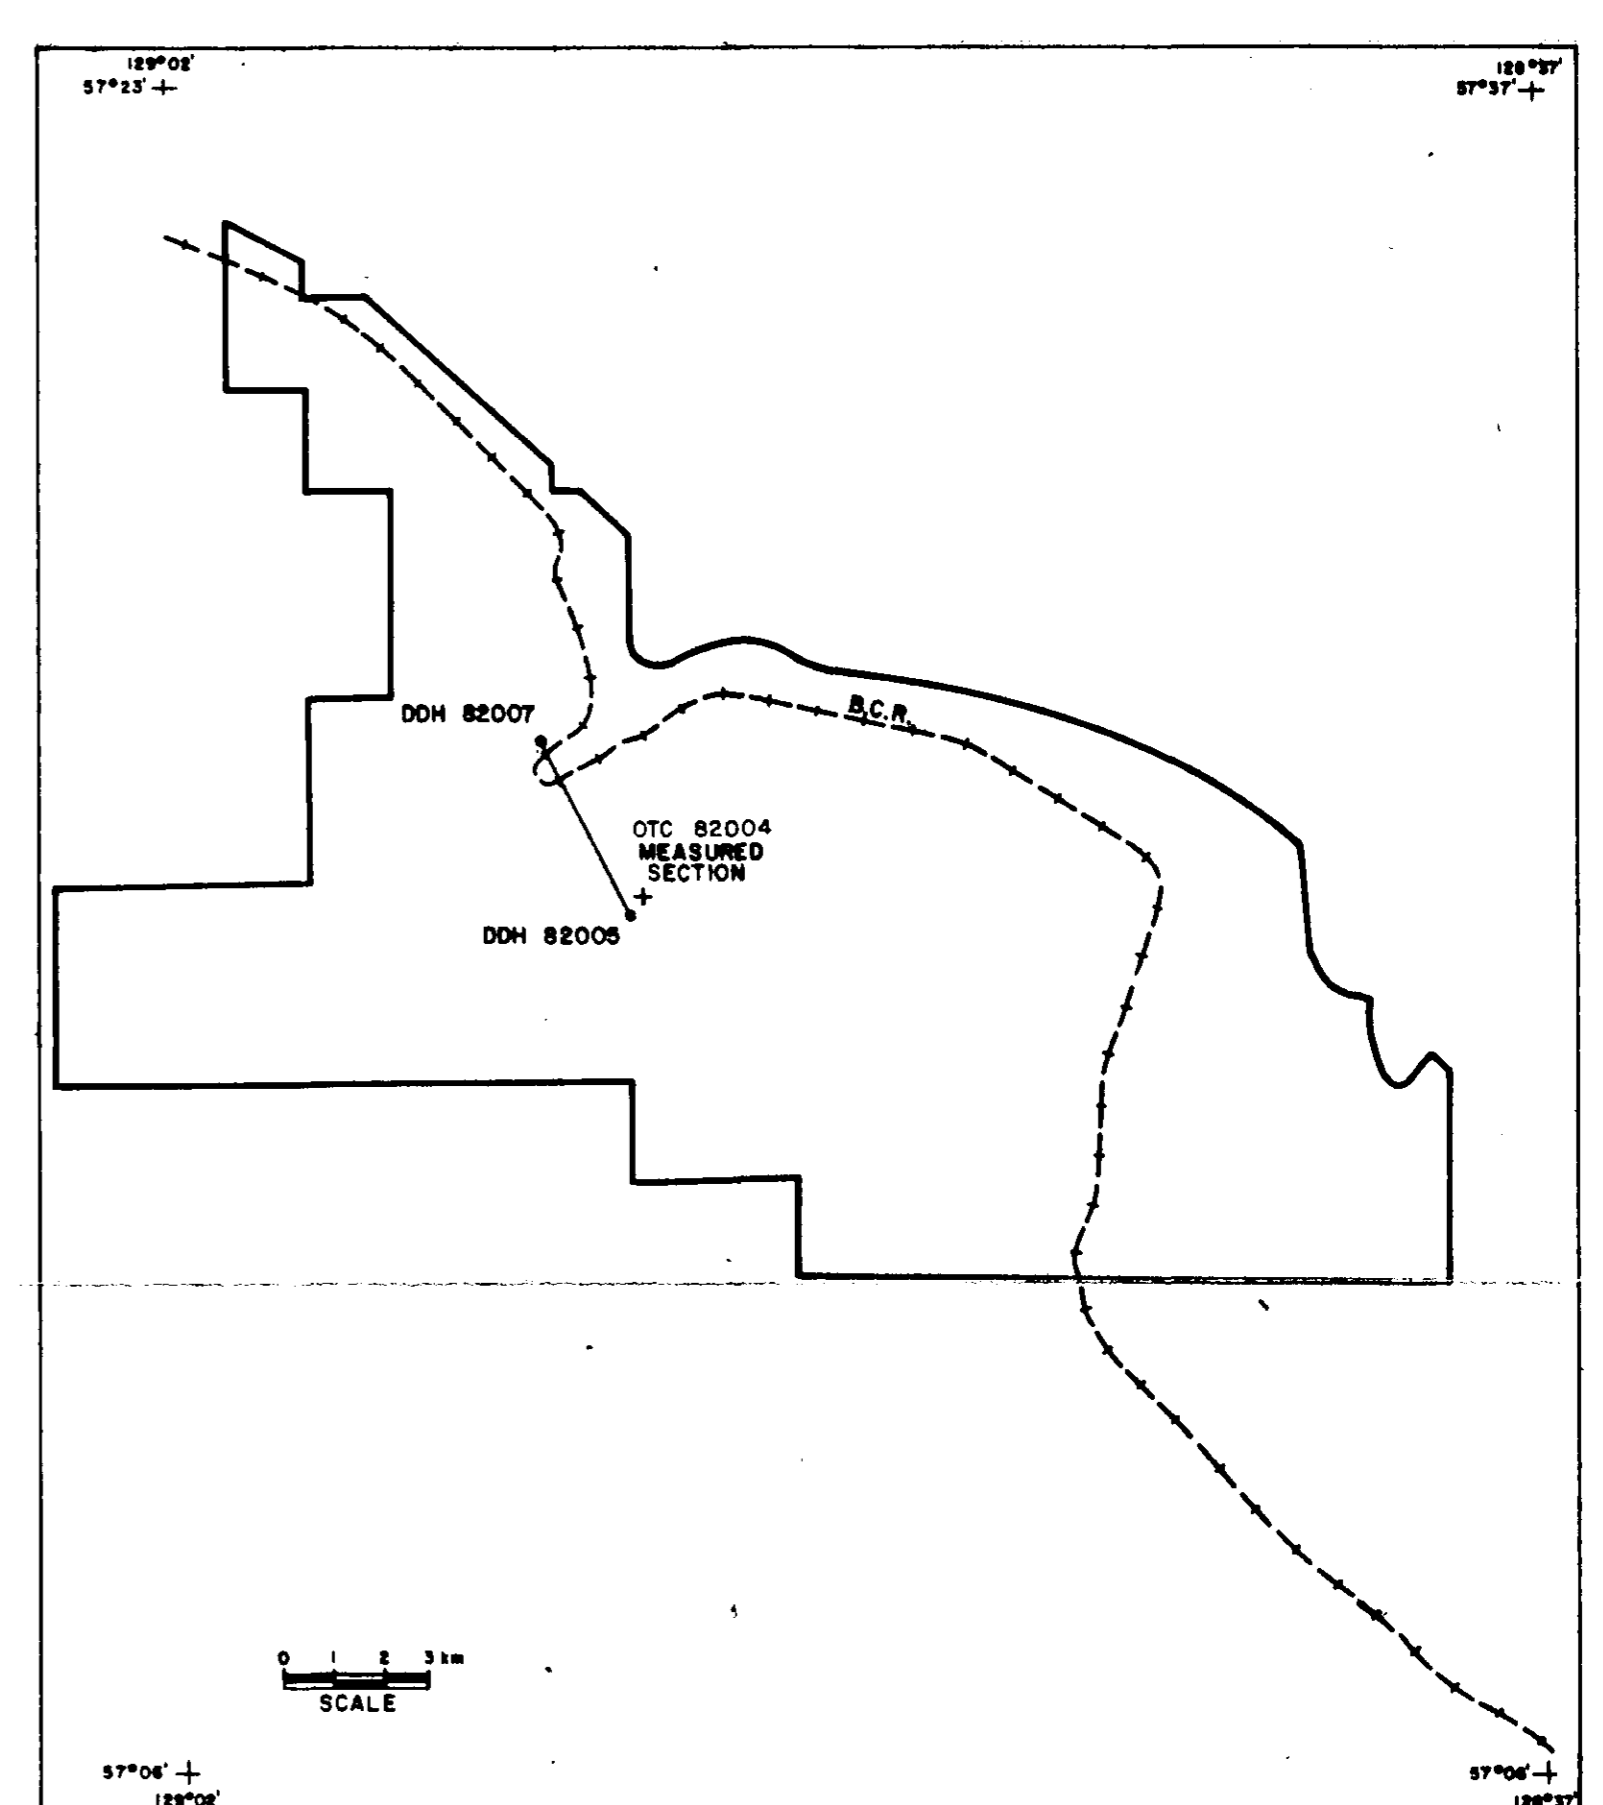 129°02'
57°23'
128°37'
57°37'
DDH 82007
B.C.R.
OTC 82004
MEASURED
SECTION
DDH 82005
0 1 2 3 km
SCALE
57°06'
129°02'
57°06'
128°37'